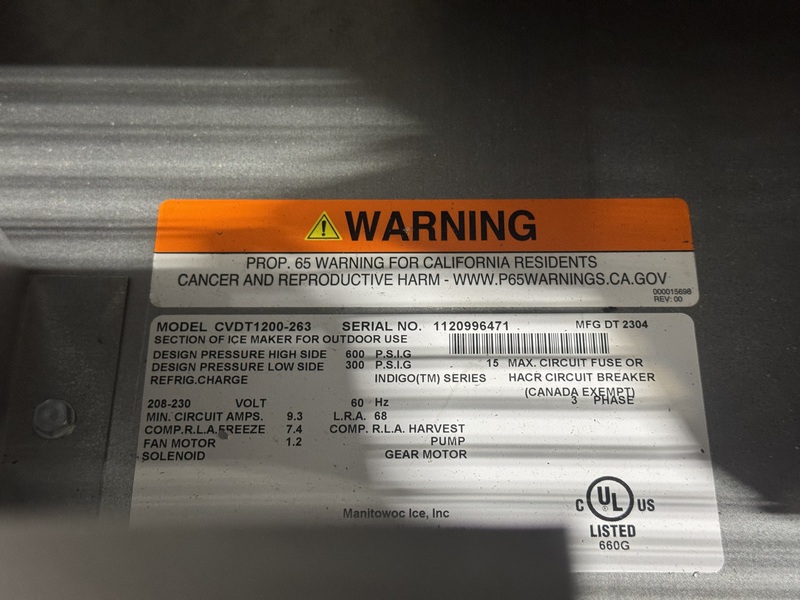 WARNING
PROP. 65 WARNING FOR CALIFORNIA RESIDENTS
CANCER AND REPRODUCTIVE HARM - WWW.P65WARNINGS.CA.GOV
000015698
REV: 00
MODEL CVDT1200-263 SERIAL NO. 1120996471 MFG DT 2304
SECTION OF ICE MAKER FOR OUTDOOR USE
DESIGN PRESSURE HIGH SIDE 600 P.S.I.G
DESIGN PRESSURE LOW SIDE 300 P.S.I.G 15 MAX. CIRCUIT FUSE OR
REFRIG.CHARGE INDIGO(TM) SERIES HACR CIRCUIT BREAKER
(CANADA EXEMPT)
208-230 VOLT 60 Hz 3 PHASE
MIN. CIRCUIT AMPS. 9.3 L.R.A. 68
COMP.R.L.A.FREEZE 7.4 COMP. R.L.A. HARVEST
FAN MOTOR 1.2 PUMP
SOLENOID GEAR MOTOR
Manitowoc Ice, Inc
C UL US
LISTED
660G